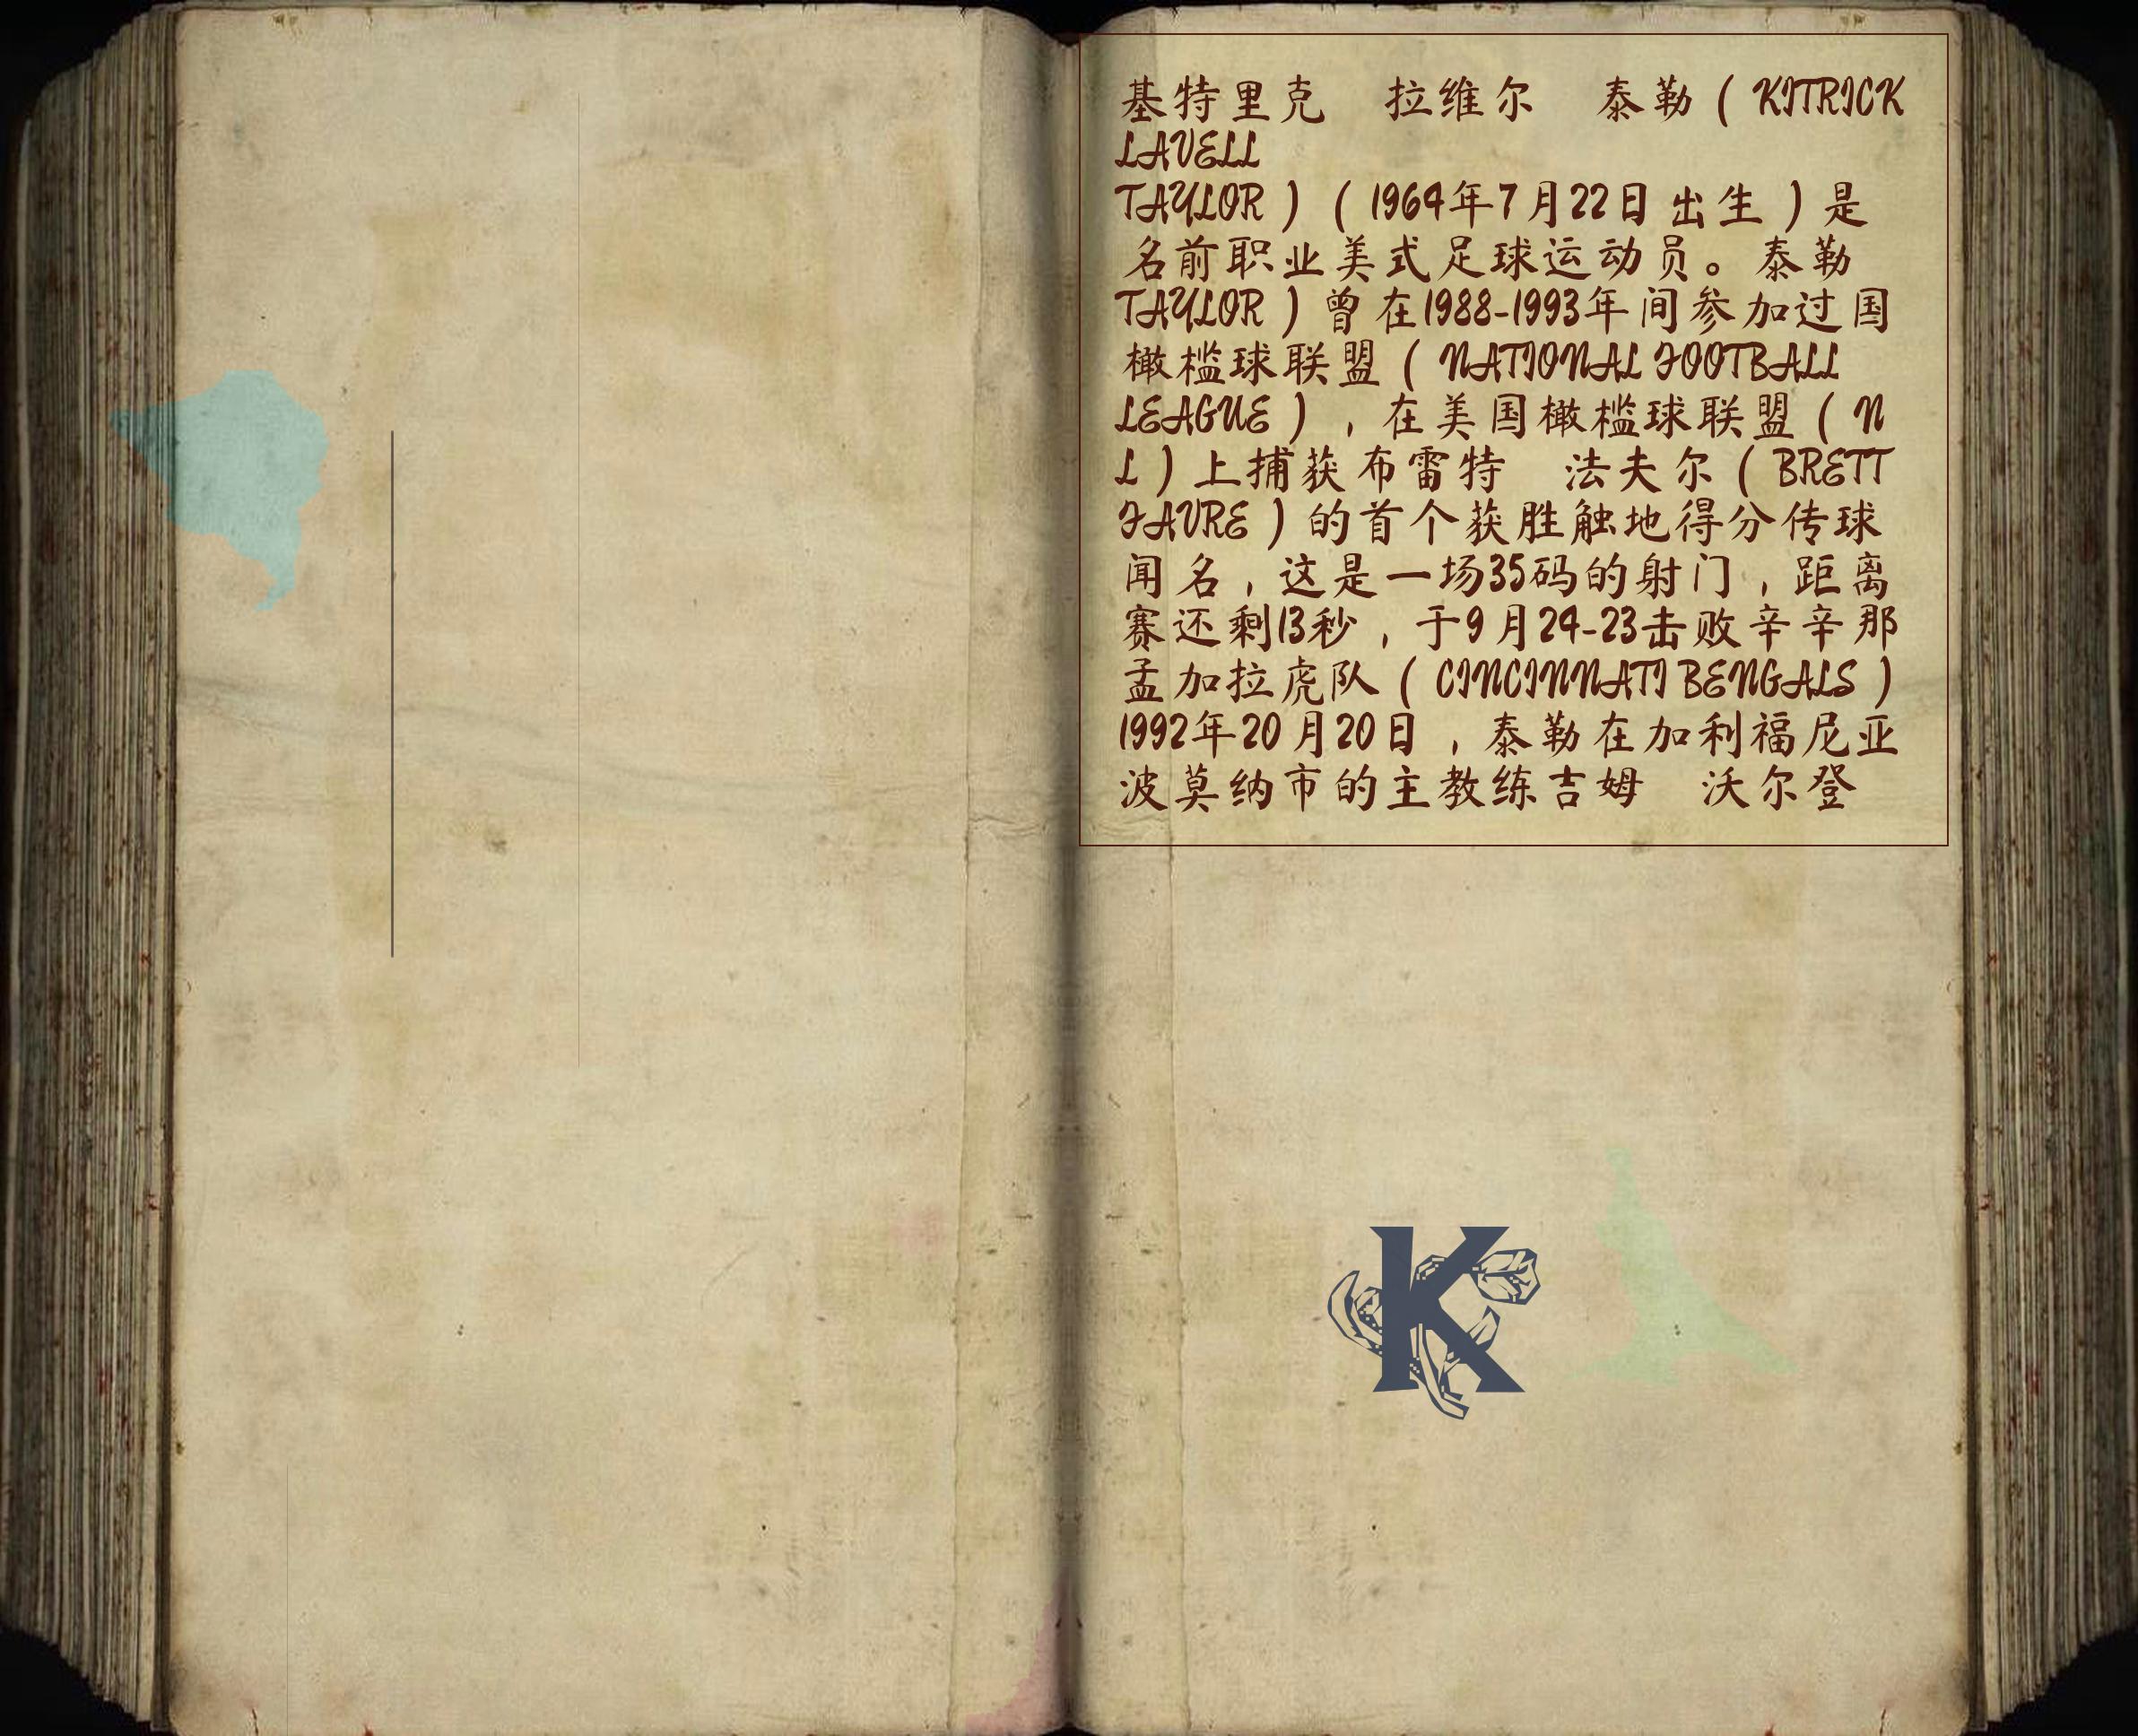 基特里克　拉维尔　泰勒（KITRICK
LAVELL
TAYLOR）（1964年7月22日出生）是
名前职业美式足球运动员。泰勒
TAYLOR）曾在1988-1993年间参加过国
橄榄球联盟（NATIONAL FOOTBALL
LEAGUE），在美国橄榄球联盟（N
L）上捕获布雷特　法夫尔（BRETT
FAVRE）的首个获胜触地得分传球
闻名，这是一场35码的射门，距离
赛还剩13秒，于9月24-23击败辛辛那
孟加拉虎队（CINCINNATI BENGALS）
1992年20月20日，泰勒在加利福尼亚
波莫纳市的主教练吉姆　沃尔登
K